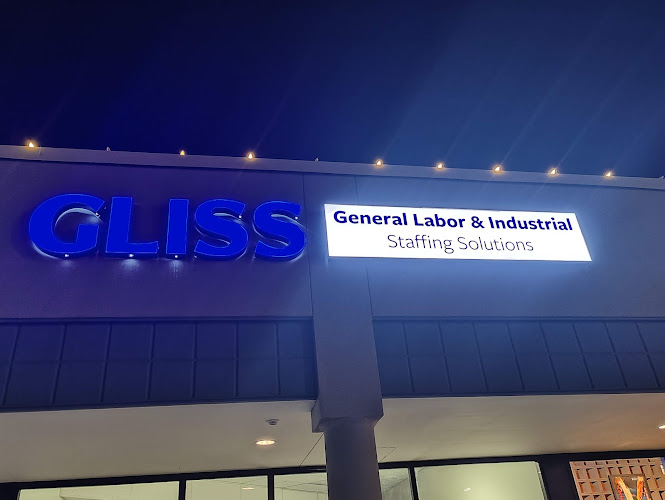 GLISS
General Labor & Industrial
Staffing Solutions